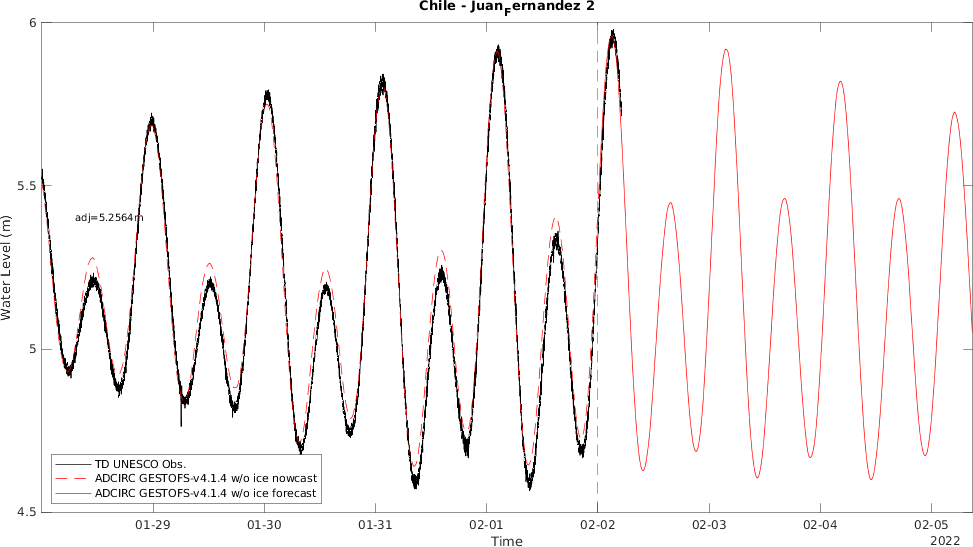 Chile - Juan_Fernandez 2
6
5.5
5
4.5
Water Level (m)
adj=5.2564m
TD UNESCO Obs.
ADCIRC GESTOFS-v4.1.4 w/o ice nowcast
ADCIRC GESTOFS-v4.1.4 w/o ice forecast
01-29
01-30
01-31
02-01
02-02
02-03
02-04
02-05
Time
2022